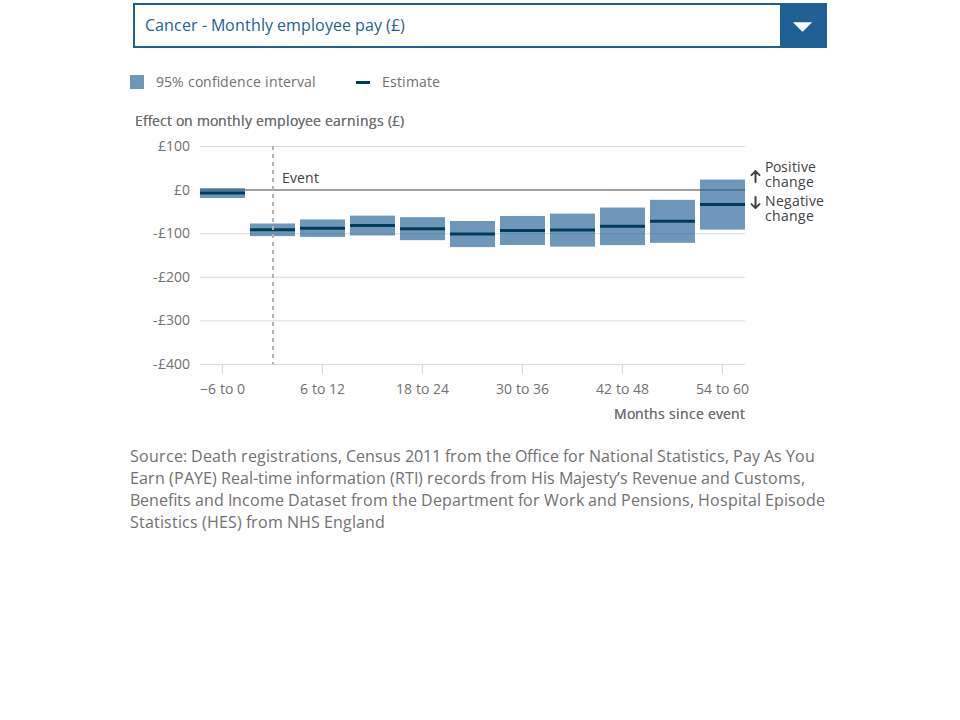 Cancer - Monthly employee pay (£)
95% confidence interval
Estimate
Effect on monthly employee earnings (£)
£100
Event
Positive
change
£0
Negative
change
-£100
-£200
-£300
-£400
−6 to 0
6 to 12
18 to 24
30 to 36
42 to 48
54 to 60
Months since event
Source: Death registrations, Census 2011 from the Office for National Statistics, Pay As You
Earn (PAYE) Real-time information (RTI) records from His Majesty’s Revenue and Customs,
Benefits and Income Dataset from the Department for Work and Pensions, Hospital Episode
Statistics (HES) from NHS England